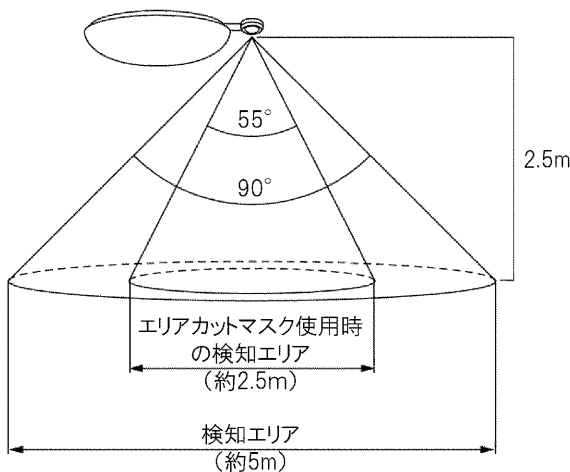 55°
90°
2.5m
エリアカットマスク使用時
の検知エリア
（約2.5m）
検知エリア
（約5m）